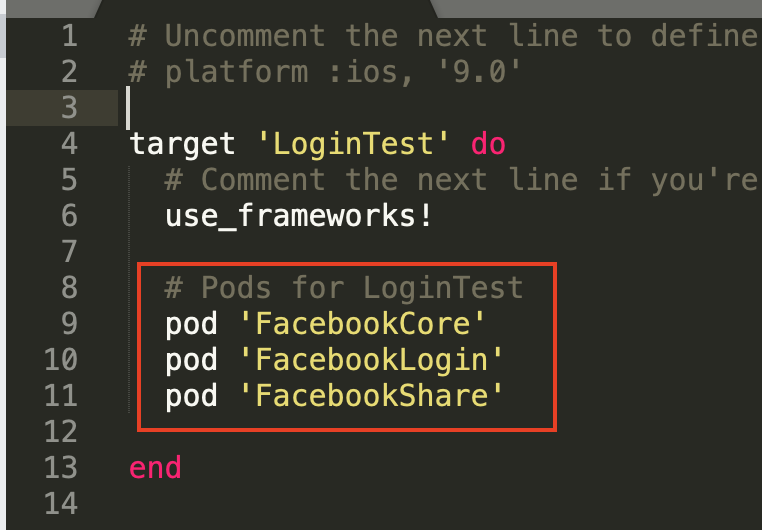 1 # Uncomment the next line to define
2 # platform :ios, '9.0'
3
4 target 'LoginTest' do
5 # Comment the next line if you're
6 use_frameworks!
7
8 # Pods for LoginTest
9 pod 'FacebookCore'
10 pod 'FacebookLogin'
11 pod 'FacebookShare'
12
13 end
14